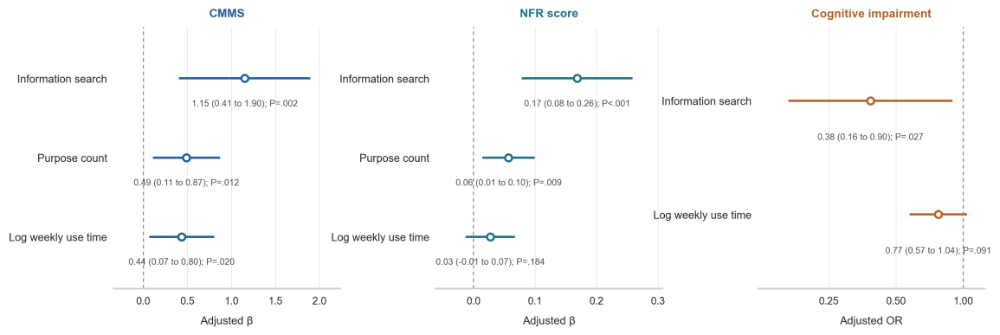 CMMS
Information search
1.15 (0.41 to 1.90); P=.002
Purpose count
0.49 (0.11 to 0.87); P=.012
Log weekly use time
0.44 (0.07 to 0.80); P=.020
0.0 0.5 1.0 1.5 2.0
Adjusted β
NFR score
Information search
0.17 (0.08 to 0.26); P<.001
Purpose count
0.06 (0.01 to 0.10); P=.009
Log weekly use time
0.03 (-0.01 to 0.07); P=.184
0.0 0.1 0.2 0.3
Adjusted β
Cognitive impairment
Information search
0.38 (0.16 to 0.90); P=.027
Log weekly use time
0.77 (0.57 to 1.04); P=.091
0.25 0.50 1.00
Adjusted OR